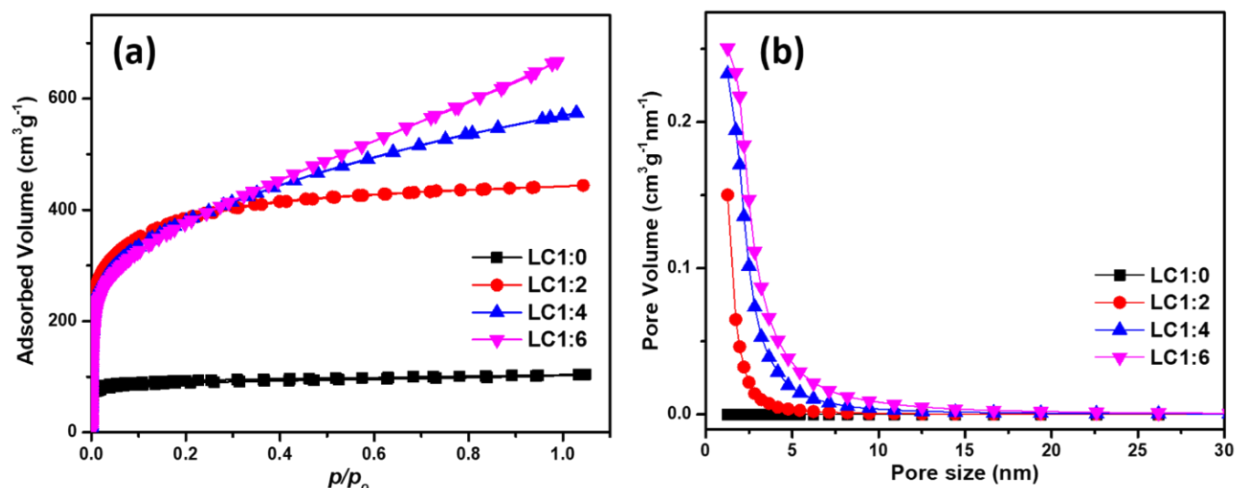 (a)
Adsorbed Volume (cm³g⁻¹)
600
400
200
0
0.0 0.2 0.4 0.6 0.8 1.0
p/pₒ
LC1:0
LC1:2
LC1:4
LC1:6
(b)
Pore Volume (cm³g⁻¹nm⁻¹)
0.2
0.1
0.0
0 5 10 15 20 25 30
Pore size (nm)
LC1:0
LC1:2
LC1:4
LC1:6